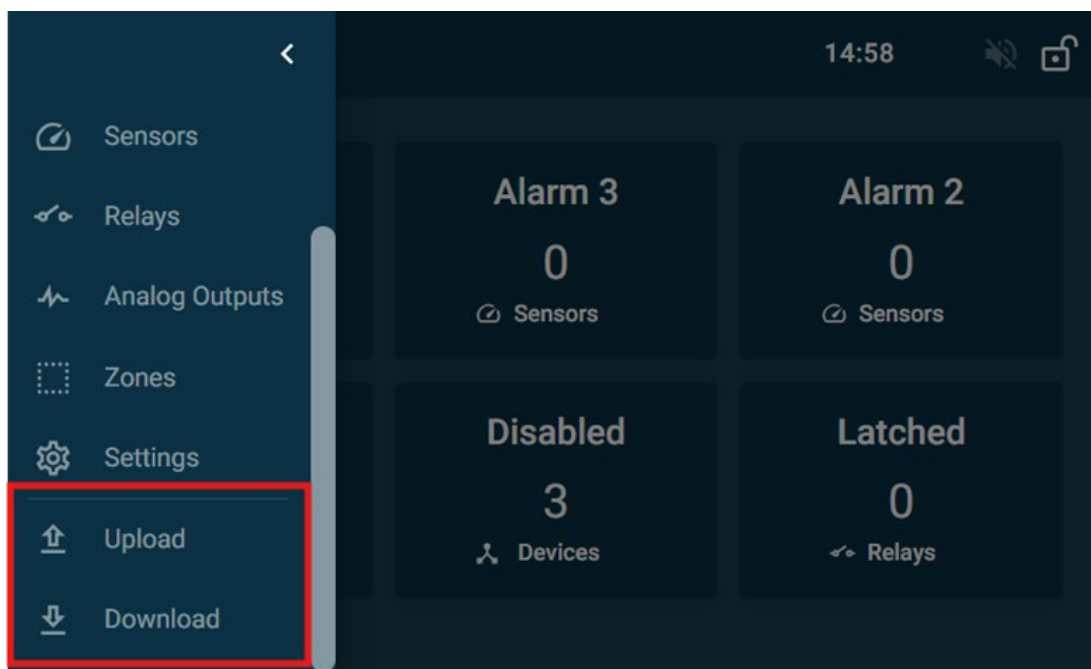 14:58
Sensors
Relays
Analog Outputs
Zones
Settings
Upload
Download
Alarm 3
0
Sensors
Alarm 2
0
Sensors
Disabled
3
Devices
Latched
0
Relays